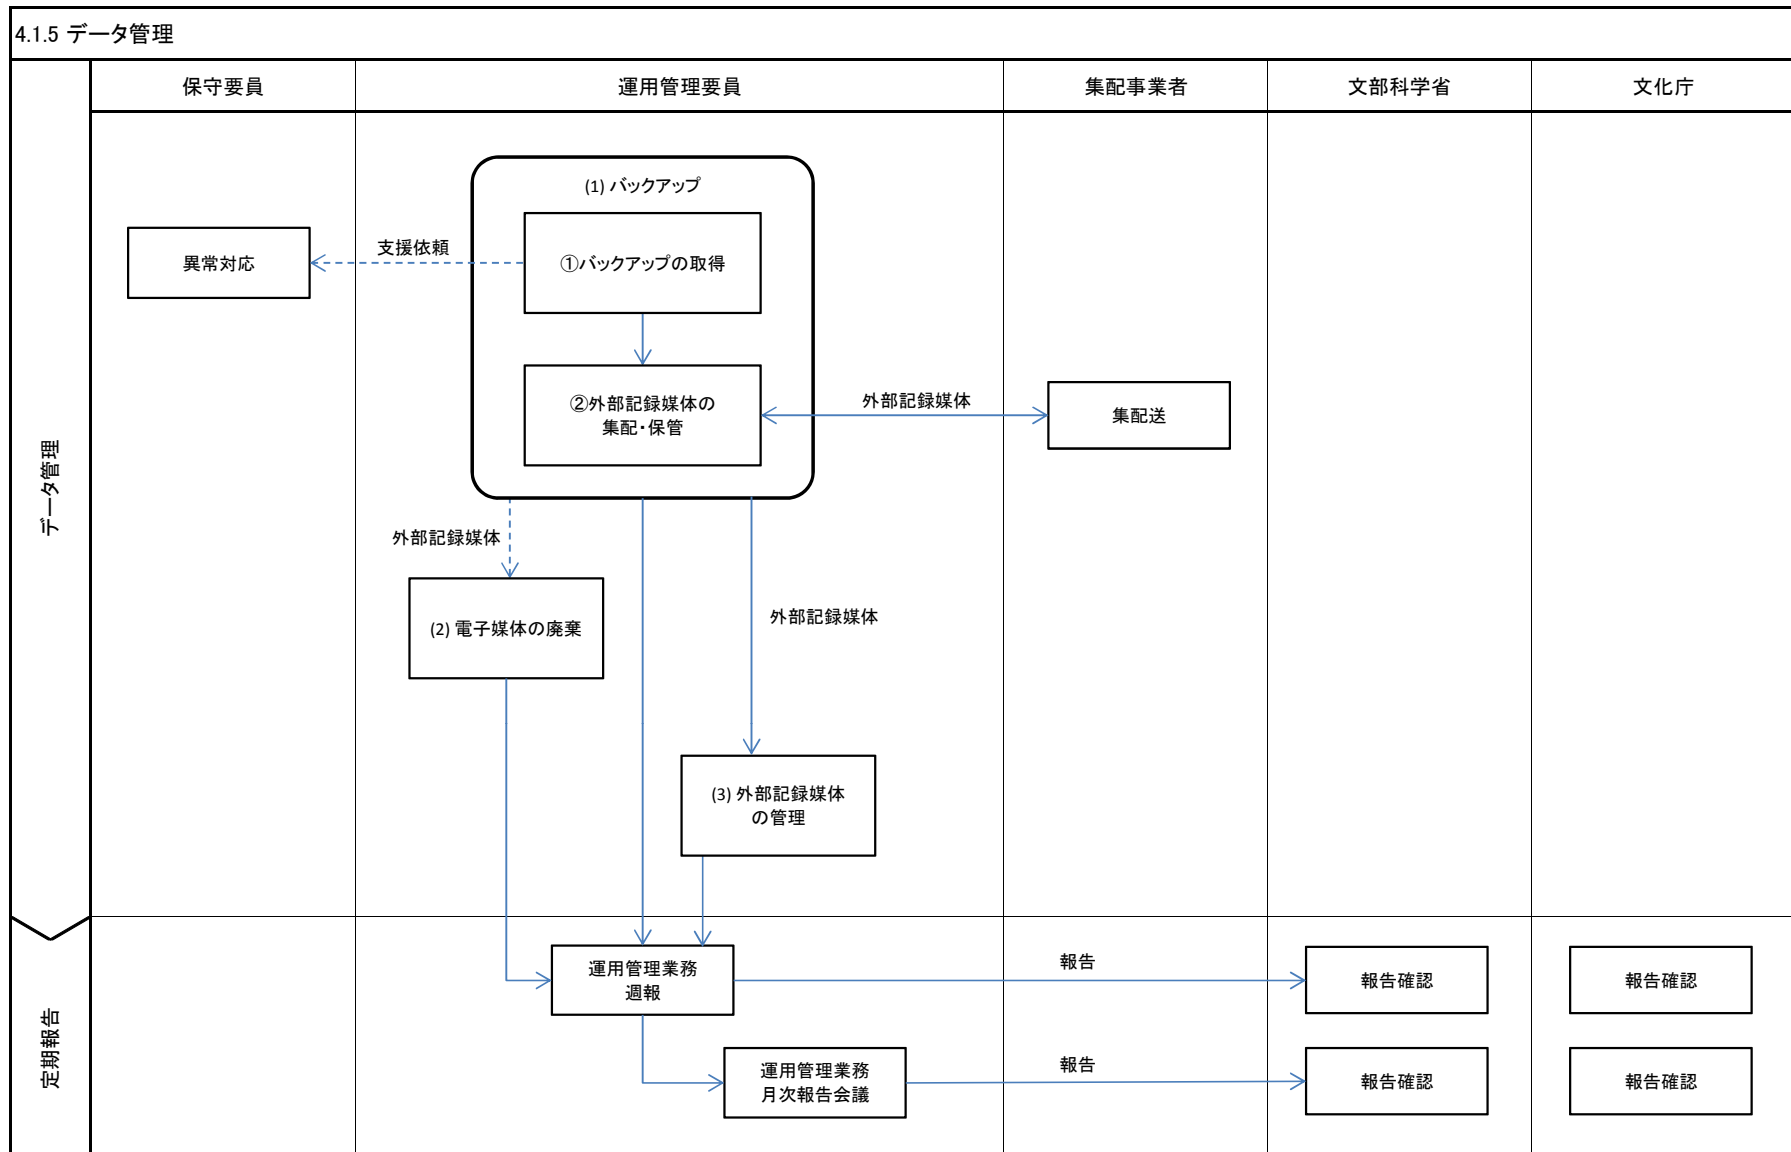 4.1.5 データ管理
保守要員
運用管理要員
集配事業者
文部科学省
文化庁
データ管理
(1) バックアップ
異常対応
支援依頼
①バックアップの取得
②外部記録媒体の
集配・保管
外部記録媒体
集配送
外部記録媒体
(2) 電子媒体の廃棄
外部記録媒体
(3) 外部記録媒体
の管理
定期報告
運用管理業務
週報
報告
報告確認
報告確認
運用管理業務
月次報告会議
報告
報告確認
報告確認